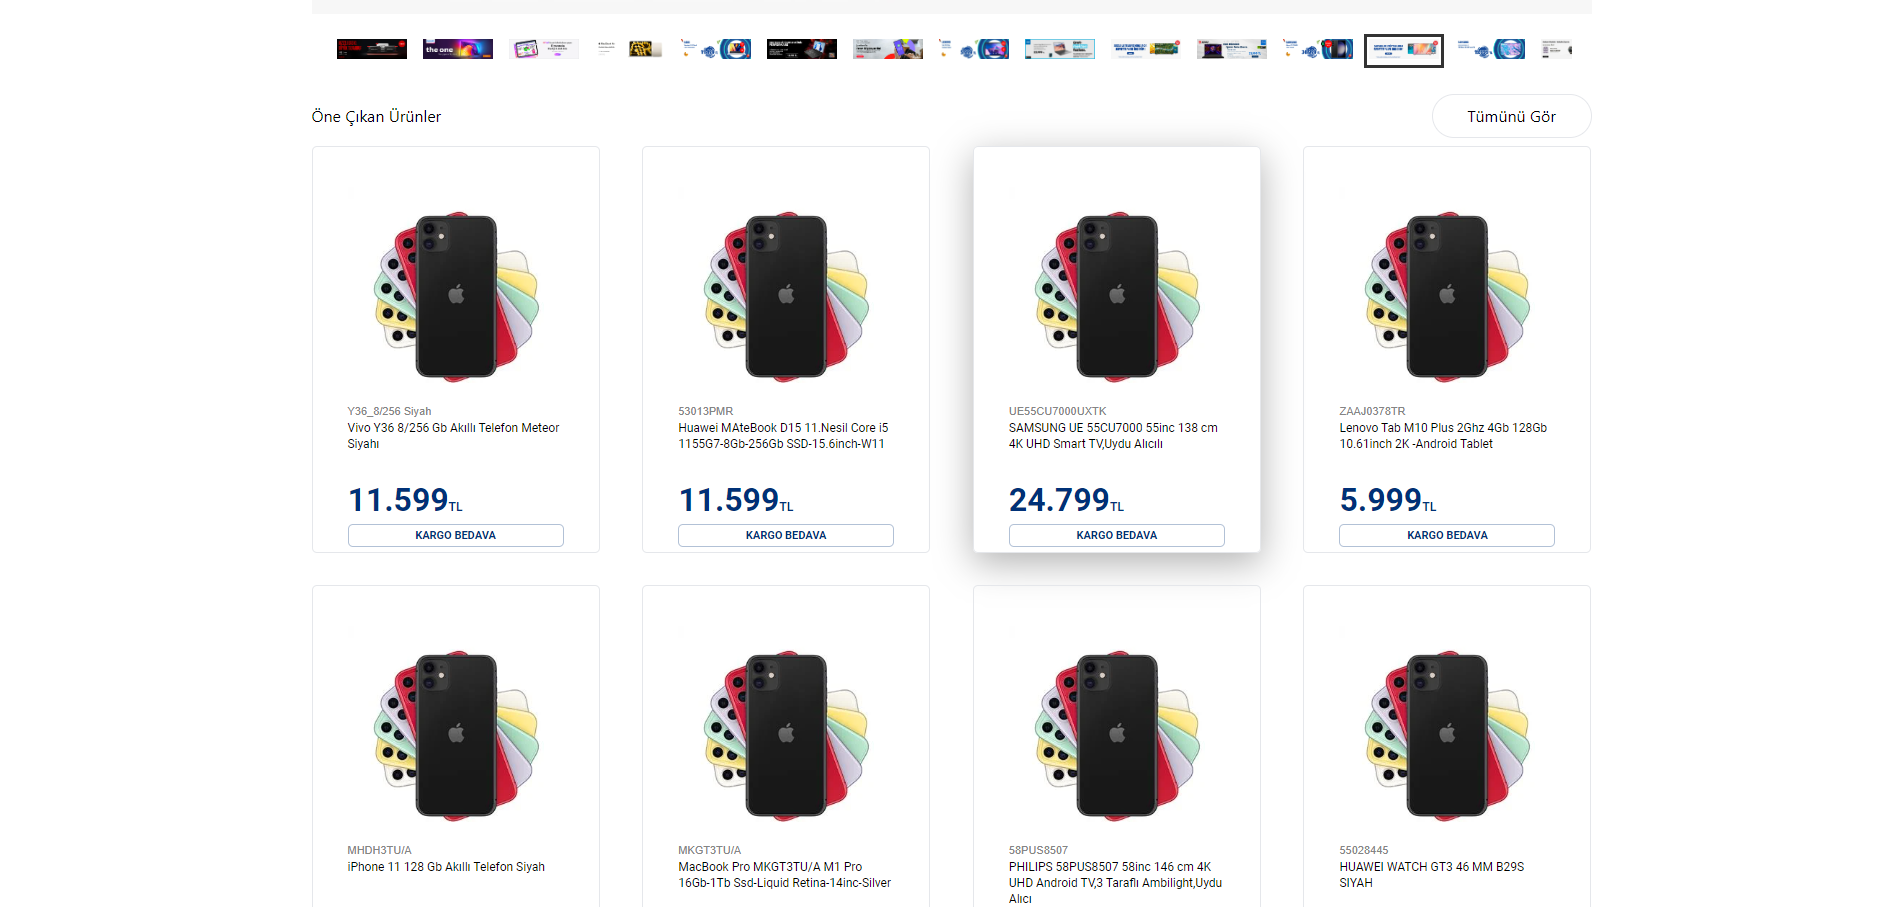 the one
Öne Çıkan Ürünler
Tümünü Gör
Y36_8/256 Siyah
Vivo Y36 8/256 Gb Akıllı Telefon Meteor
Siyahı
11.599TL
KARGO BEDAVA
53013PMR
Huawei MAteBook D15 11.Nesil Core i5
1155G7-8Gb-256Gb SSD-15.6inch-W11
11.599TL
KARGO BEDAVA
UE55CU7000UXTK
SAMSUNG UE 55CU7000 55inc 138 cm
4K UHD Smart TV,Uydu Alıcılı
24.799TL
KARGO BEDAVA
ZAAJ0378TR
Lenovo Tab M10 Plus 2Ghz 4Gb 128Gb
10.61inch 2K -Android Tablet
5.999TL
KARGO BEDAVA
MHDH3TU/A
iPhone 11 128 Gb Akıllı Telefon Siyah
MKGT3TU/A
MacBook Pro MKGT3TU/A M1 Pro
16Gb-1Tb Ssd-Liquid Retina-14inc-Silver
58PUS8507
PHILIPS 58PUS8507 58inc 146 cm 4K
UHD Android TV,3 Taraflı Ambilight,Uydu
Alıcı
55028445
HUAWEI WATCH GT3 46 MM B29S
SIYAH